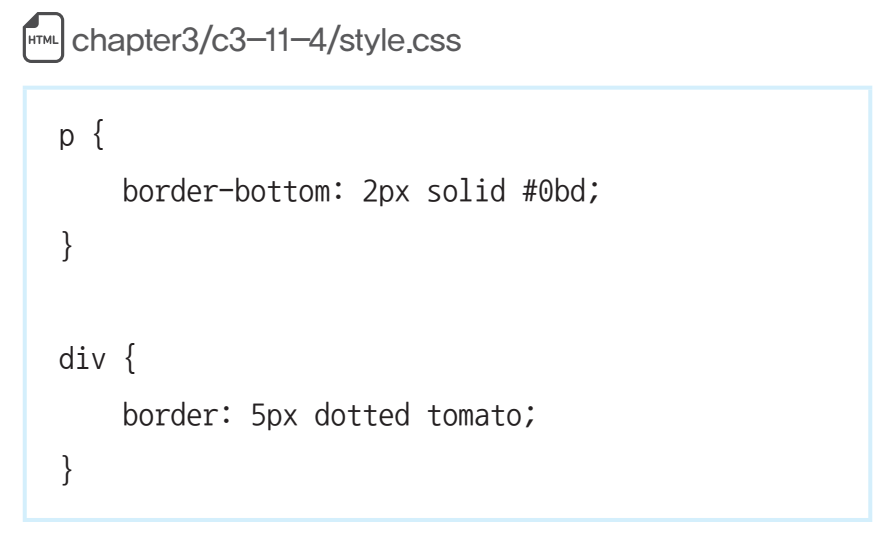 HTML
chapter3/c3-11-4/style.css
p {
    border-bottom: 2px solid #0bd;
}
div {
    border: 5px dotted tomato;
}